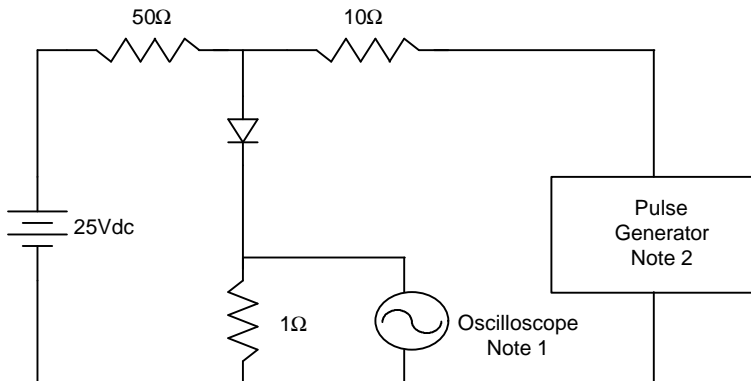 50Ω
10Ω
25Vdc
Pulse
Generator
Note 2
1Ω
Oscilloscope
Note 1